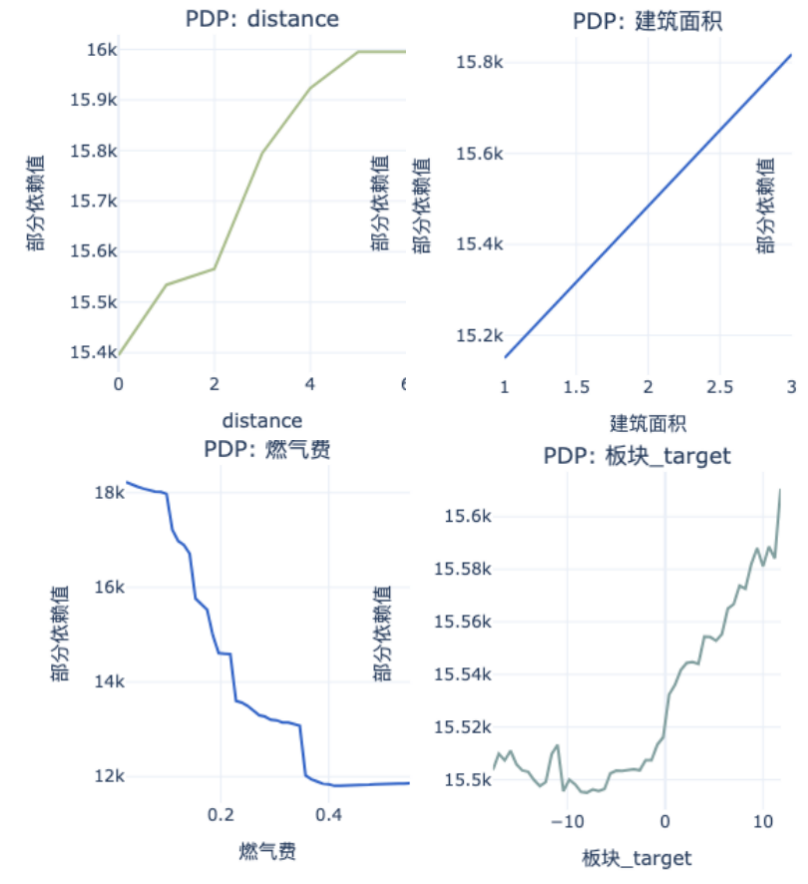 PDP: distance
16k
15.9k
15.8k
15.7k
15.6k
15.5k
15.4k
部分依赖值
0
2
4
6
distance
PDP: 建筑面积
15.8k
15.6k
15.4k
15.2k
部分依赖值
部分依赖值
1
1.5
2
2.5
3
建筑面积
部分依赖值
PDP: 燃气费
18k
16k
14k
12k
部分依赖值
0.2
0.4
燃气费
PDP: 板块_target
15.6k
15.58k
15.56k
15.54k
15.52k
15.5k
部分依赖值
−10
0
10
板块_target